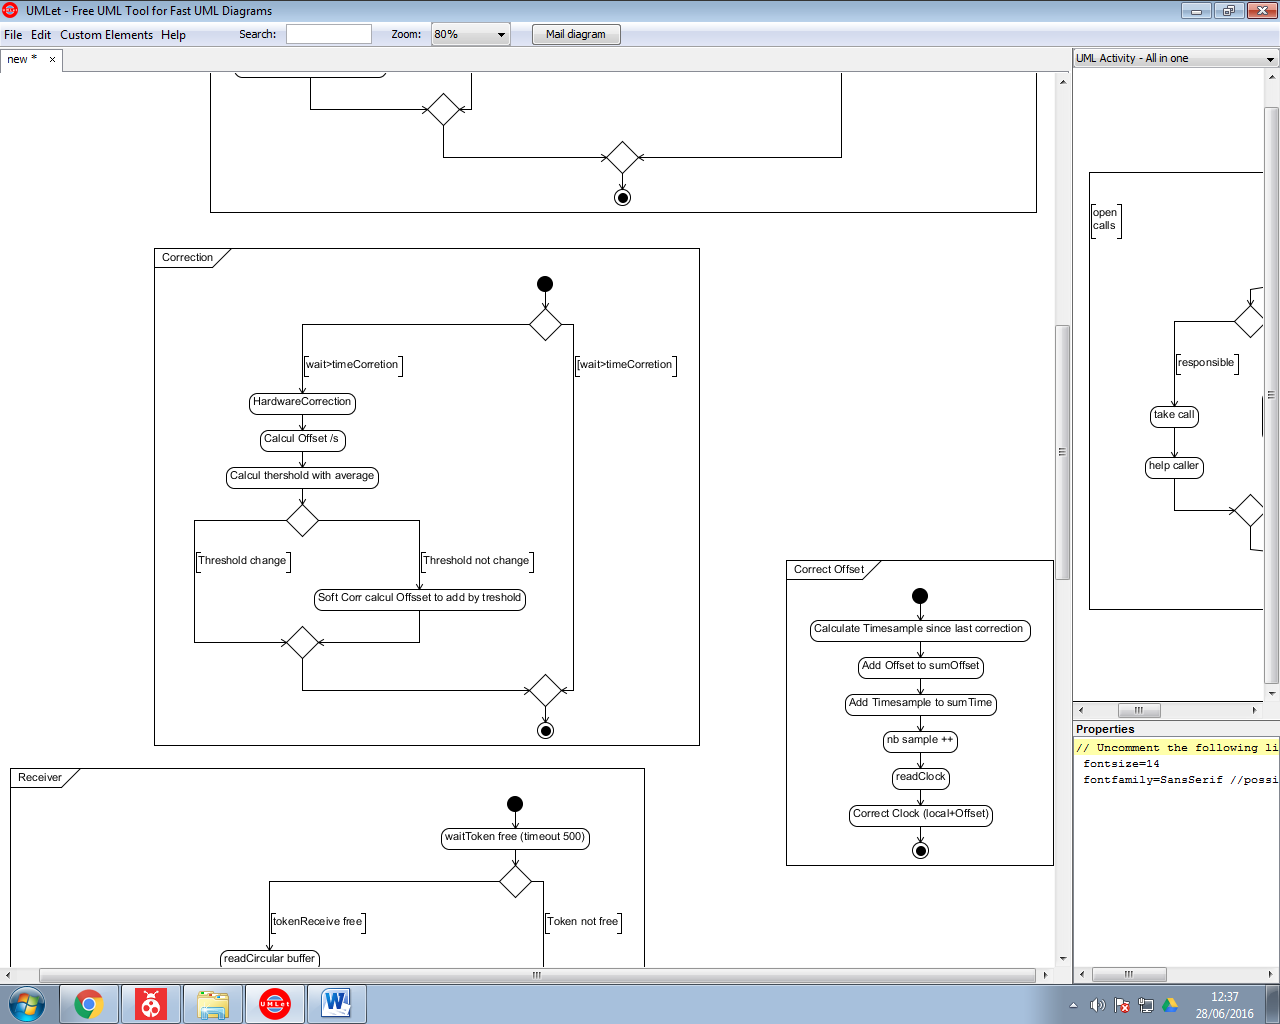 UMLet - Free UML Tool for Fast UML Diagrams
File Edit Custom Elements Help Search: Zoom: 80% Mail diagram
new *
UML Activity - All in one
Correction
[wait>timeCorretion]
[[wait>timeCorretion]
HardwareCorrection
Calcul Offset /s
Calcul thershold with average
[Threshold change]
[Threshold not change]
Soft Corr calcul Offsset to add by treshold
Correct Offset
Calculate Timesample since last correction
Add Offset to sumOffset
Add Timesample to sumTime
nb sample ++
readClock
Correct Clock (local+Offset)
Receiver
waitToken free (timeout 500)
[tokenReceive free]
[Token not free]
readCircular buffer
[open
calls]
[responsible]
take call
help caller
Properties
// Uncomment the following li
fontsize=14
fontfamily=SansSerif //possi
UMLet
W
12:37
28/06/2016